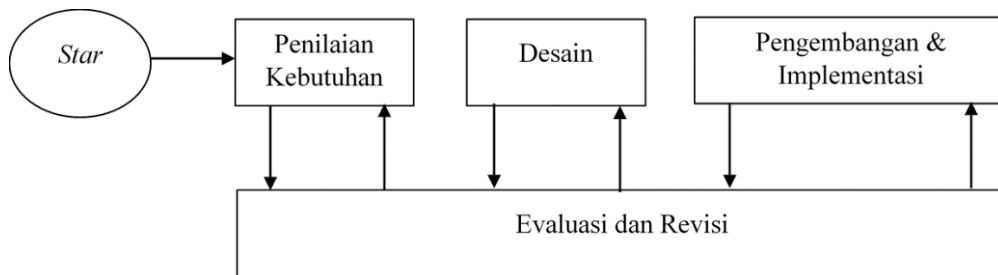 Star
Penilaian
Kebutuhan
Desain
Pengembangan &
Implementasi
Evaluasi dan Revisi